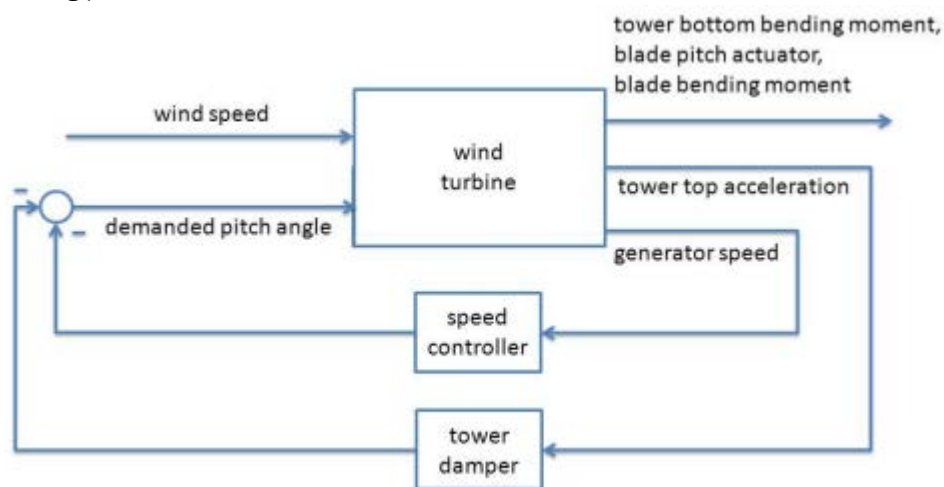 tower bottom bending moment,
blade pitch actuator,
blade bending moment
wind speed
wind
turbine
tower top acceleration
demanded pitch angle
generator speed
speed
controller
tower
damper